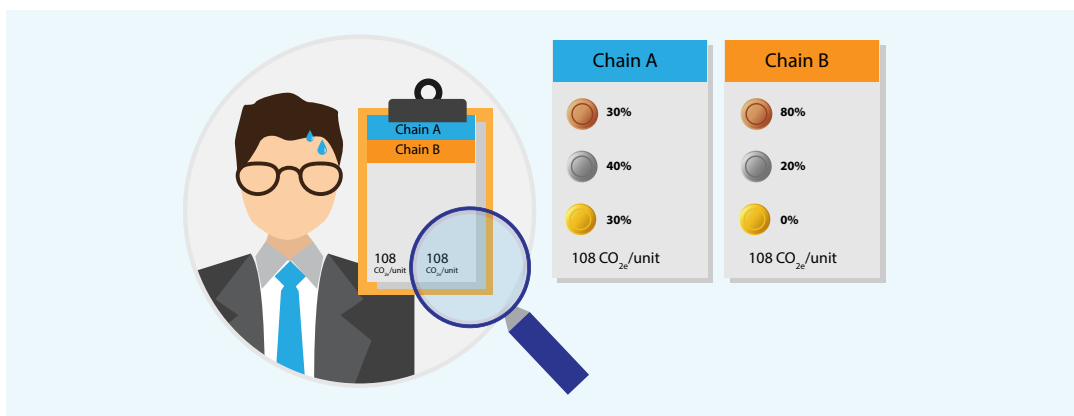 Chain A
Chain B
108 108
CO2e/unit CO2e/unit
Chain A Chain B
30% 80%
40% 20%
30% 0%
108 CO2e/unit 108 CO2e/unit